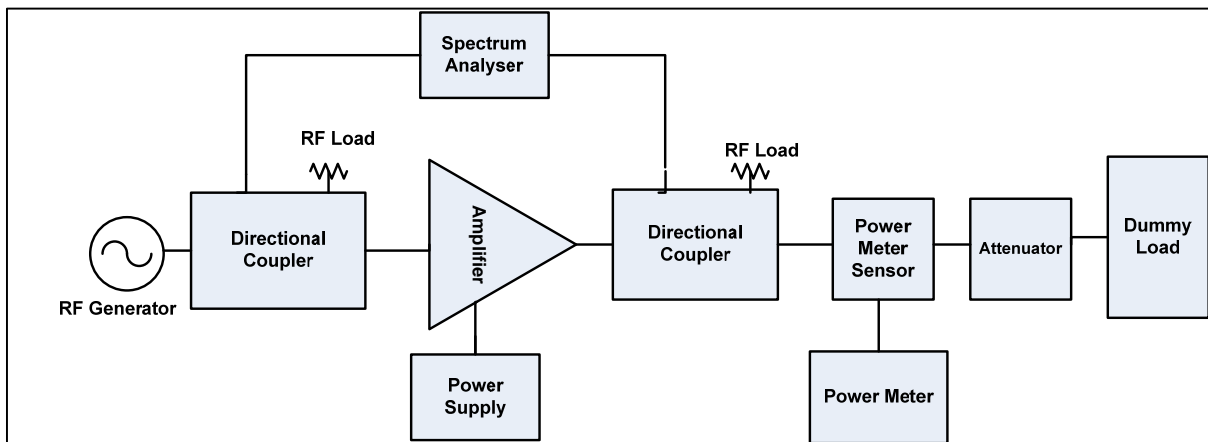 Spectrum
Analyser
RF Load
RF Load
Directional
Coupler
Amplifier
Directional
Coupler
Power
Meter
Sensor
Attenuator
Dummy
Load
RF Generator
Power
Supply
Power Meter